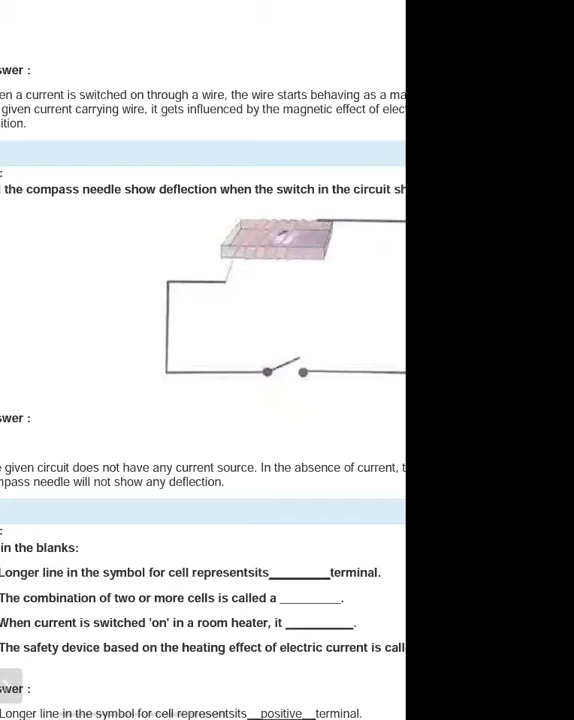 swer :
en a current is switched on through a wire, the wire starts behaving as a ma
given current carrying wire, it gets influenced by the magnetic effect of elec
ition.
:
the compass needle show deflection when the switch in the circuit sh
swer :
given circuit does not have any current source. In the absence of current, t
npass needle will not show any deflection.
:
in the blanks:
Longer line in the symbol for cell representsits_________terminal.
The combination of two or more cells is called a _________.
When current is switched 'on' in a room heater, it __________.
The safety device based on the heating effect of electric current is call
swer :
Longer line in the symbol for cell representsits__positive__terminal.